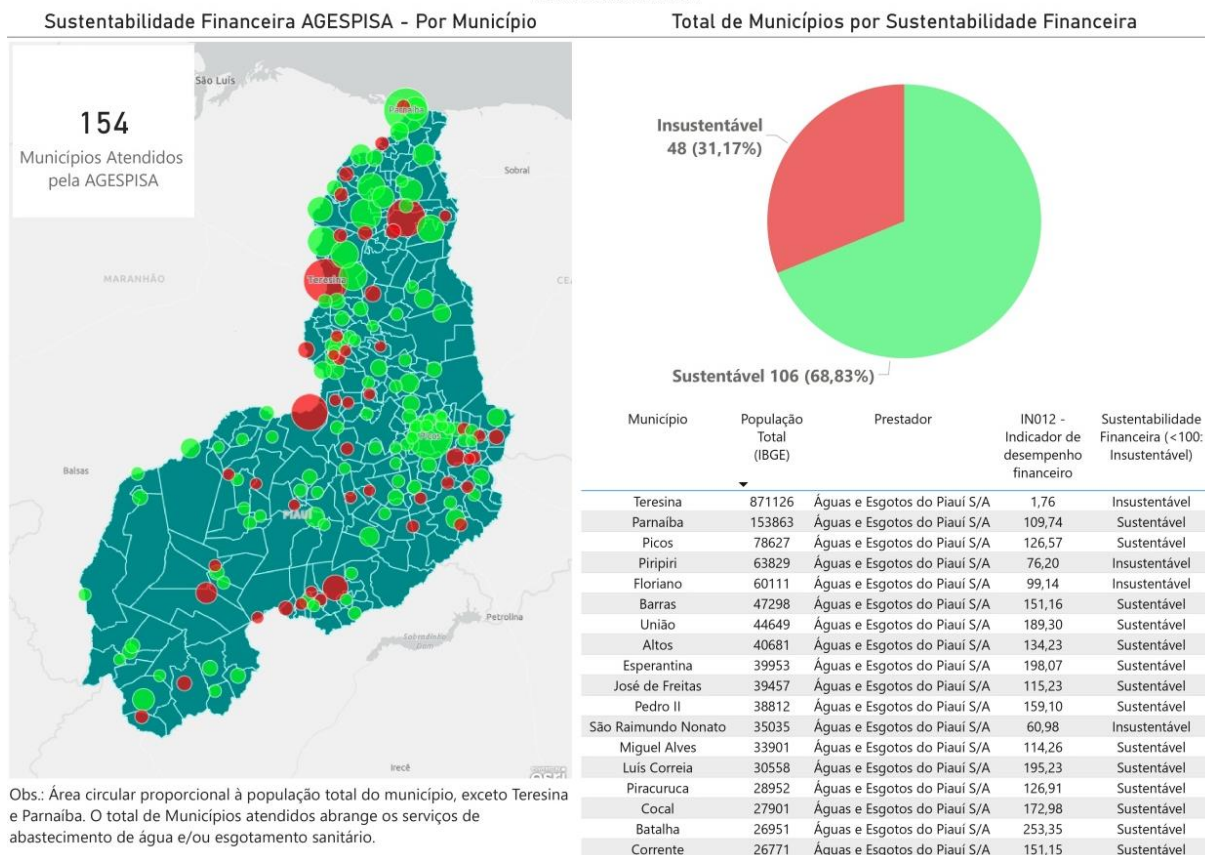 Sustentabilidade Financeira AGESPISA - Por Município
154
Municípios Atendidos
pela AGESPISA
São Luís
Parnaíba
Sobral
MARANHÃO
Teresina
CE
Picos
Balsas
PIAUÍ
Petrolina
Sobradinho
Irecê
esri
Obs.: Área circular proporcional à população total do município, exceto Teresina
e Parnaíba. O total de Municípios atendidos abrange os serviços de
abastecimento de água e/ou esgotamento sanitário.
Total de Municípios por Sustentabilidade Financeira
Insustentável
48 (31,17%)
Sustentável 106 (68,83%)
Município População Total (IBGE) Prestador IN012 - Indicador de desempenho financeiro Sustentabilidade Financeira (<100: Insustentável)
Teresina 871126 Águas e Esgotos do Piauí S/A 1,76 Insustentável
Parnaíba 153863 Águas e Esgotos do Piauí S/A 109,74 Sustentável
Picos 78627 Águas e Esgotos do Piauí S/A 126,57 Sustentável
Piripiri 63829 Águas e Esgotos do Piauí S/A 76,20 Insustentável
Floriano 60111 Águas e Esgotos do Piauí S/A 99,14 Insustentável
Barras 47298 Águas e Esgotos do Piauí S/A 151,16 Sustentável
União 44649 Águas e Esgotos do Piauí S/A 189,30 Sustentável
Altos 40681 Águas e Esgotos do Piauí S/A 134,23 Sustentável
Esperantina 39953 Águas e Esgotos do Piauí S/A 198,07 Sustentável
José de Freitas 39457 Águas e Esgotos do Piauí S/A 115,23 Sustentável
Pedro II 38812 Águas e Esgotos do Piauí S/A 159,10 Sustentável
São Raimundo Nonato 35035 Águas e Esgotos do Piauí S/A 60,98 Insustentável
Miguel Alves 33901 Águas e Esgotos do Piauí S/A 114,26 Sustentável
Luís Correia 30558 Águas e Esgotos do Piauí S/A 195,23 Sustentável
Piracuruca 28952 Águas e Esgotos do Piauí S/A 126,91 Sustentável
Cocal 27901 Águas e Esgotos do Piauí S/A 172,98 Sustentável
Batalha 26951 Águas e Esgotos do Piauí S/A 253,35 Sustentável
Corrente 26771 Águas e Esgotos do Piauí S/A 151,15 Sustentável